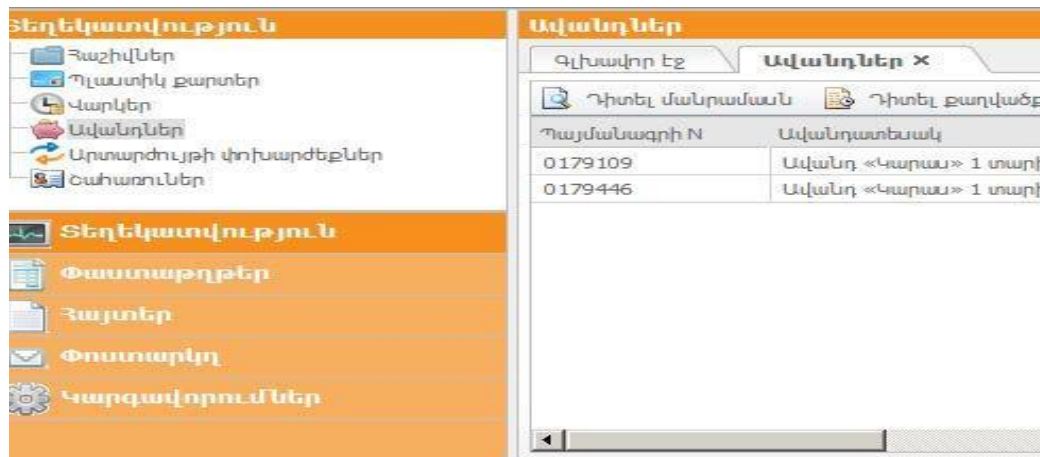 Տեղեկատվություն
Հաշիվներ
Պլաստիկ քարտեր
Վարկեր
Ավանդներ
Արտարժույթի փոխարժեքներ
Շահառուներ
Տեղեկատվություն
Փաստաթղթեր
Հայտեր
Փոստարկղ
Կարգավորումներ
Ավանդներ
Գլխավոր էջ Ավանդներ ×
Դիտել մանրամասն Դիտել քաղվածք
Պայմանագրի N Ավանդատեսակ
0179109 Ավանդ «Կարաս» 1 տարի
0179446 Ավանդ «Կարաս» 1 տարի